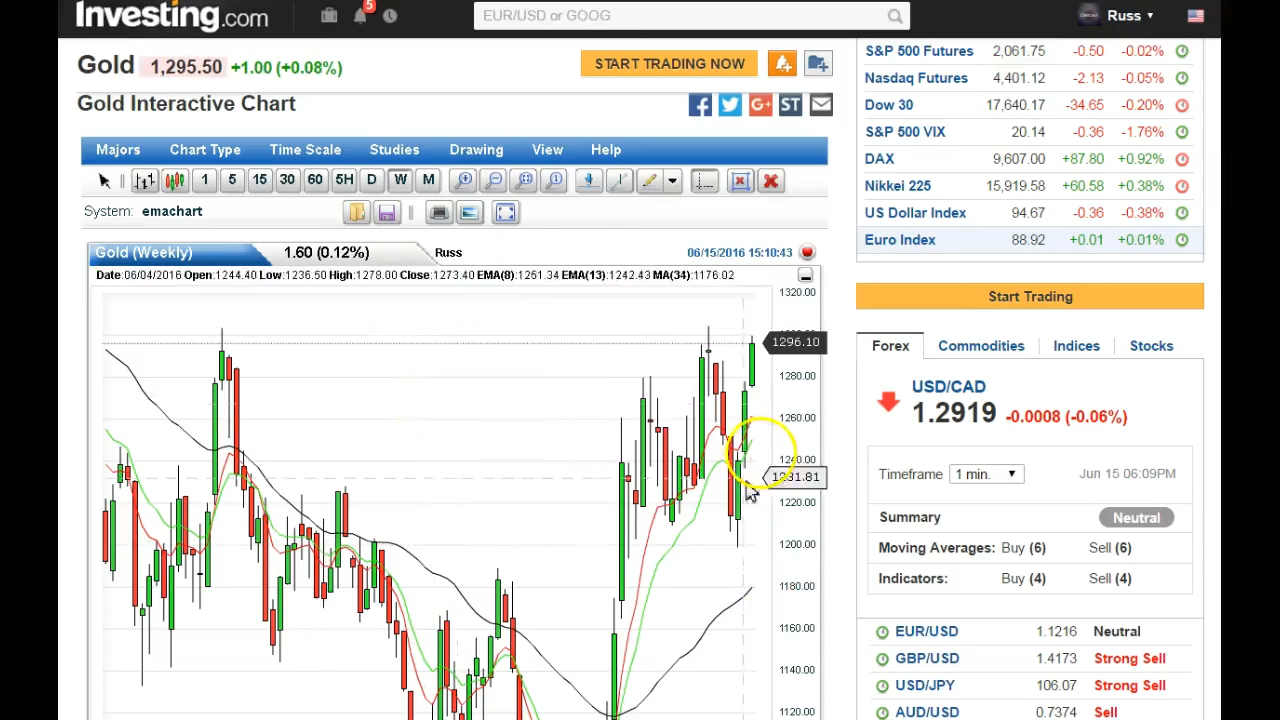 Investing.com
5
EUR/USD or GOOG
Russ
Gold 1,295.50 +1.00 (+0.08%)
START TRADING NOW
Gold Interactive Chart
ST
Majors Chart Type Time Scale Studies Drawing View Help
1 5 15 30 60 5H D W M
System: emachart
Gold (Weekly) 1.60 (0.12%) Russ 06/15/2016 15:10:43
Date:06/04/2016 Open:1244.40 Low:1236.50 High:1278.00 Close:1273.40 EMA(8):1251.34 EMA(13):1242.43 MA(34):1176.02
1320.00
1296.10
1280.00
1260.00
1240.00
1220.00
1200.00
1180.00
1160.00
1140.00
1120.00
S&P 500 Futures 2,061.75 -0.50 -0.02%
Nasdaq Futures 4,401.12 -2.13 -0.05%
Dow 30 17,640.17 -34.65 -0.20%
S&P 500 VIX 20.14 -0.36 -1.76%
DAX 9,607.00 +87.80 +0.92%
Nikkei 225 15,919.58 +60.58 +0.38%
US Dollar Index 94.67 -0.36 -0.38%
Euro Index 88.92 +0.01 +0.01%
Start Trading
Forex Commodities Indices Stocks
USD/CAD
1.2919 -0.0008 (-0.06%)
Timeframe 1 min. Jun 15 06:09PM
Summary Neutral
Moving Averages: Buy (6) Sell (6)
Indicators: Buy (4) Sell (4)
EUR/USD 1.1216 Neutral
GBP/USD 1.4173 Strong Sell
USD/JPY 106.07 Strong Sell
AUD/USD 0.7374 Sell